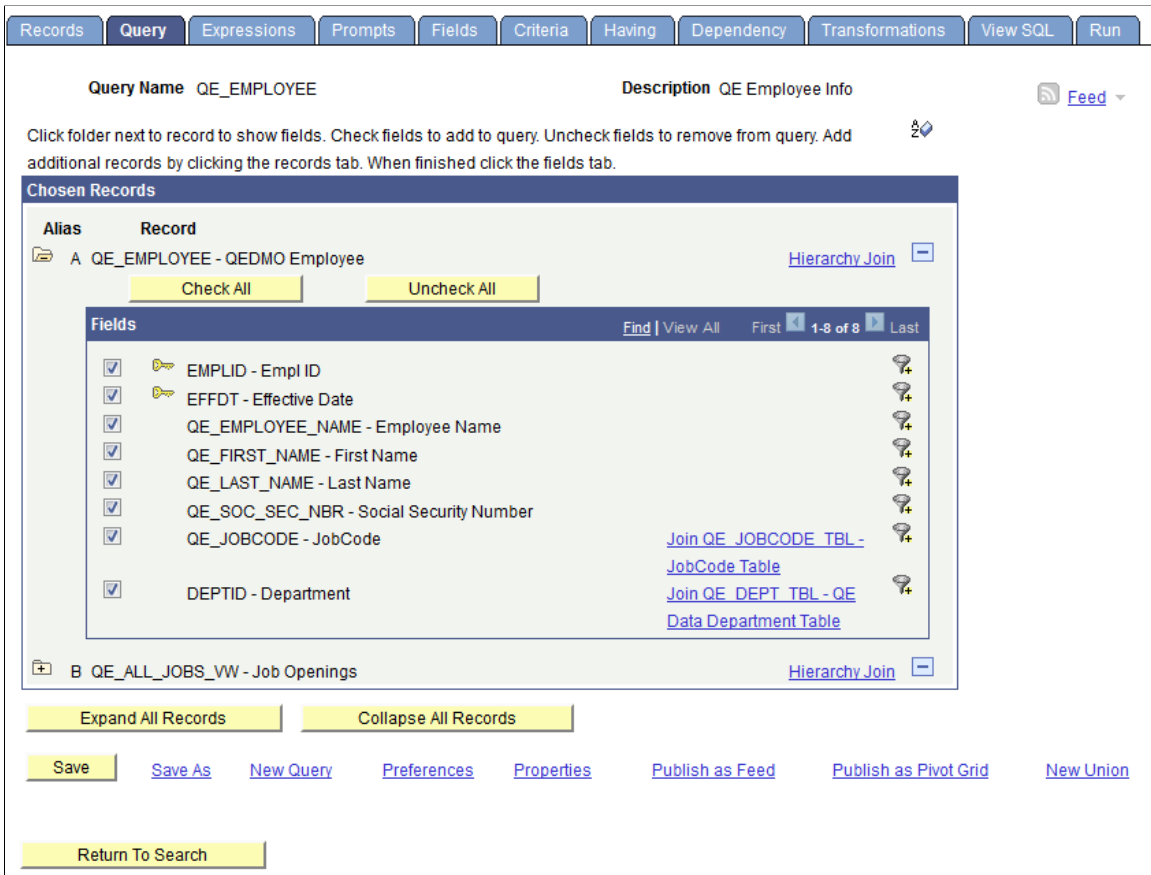 Records Query Expressions Prompts Fields Criteria Having Dependency Transformations View SQL Run
Query Name QE_EMPLOYEE Description QE Employee Info
Feed
Click folder next to record to show fields. Check fields to add to query. Uncheck fields to remove from query. Add
additional records by clicking the records tab. When finished click the fields tab.
Chosen Records
Alias Record
A QE_EMPLOYEE - QEDMO Employee Hierarchy Join
Check All Uncheck All
Fields Find | View All First 1-8 of 8 Last
EMPLID - Empl ID
EFFDT - Effective Date
QE_EMPLOYEE_NAME - Employee Name
QE_FIRST_NAME - First Name
QE_LAST_NAME - Last Name
QE_SOC_SEC_NBR - Social Security Number
QE_JOBCODE - JobCode Join QE_JOBCODE_TBL -
JobCode Table
DEPTID - Department Join QE_DEPT_TBL - QE
Data Department Table
B QE_ALL_JOBS_VW - Job Openings Hierarchy Join
Expand All Records Collapse All Records
Save Save As New Query Preferences Properties Publish as Feed Publish as Pivot Grid New Union
Return To Search